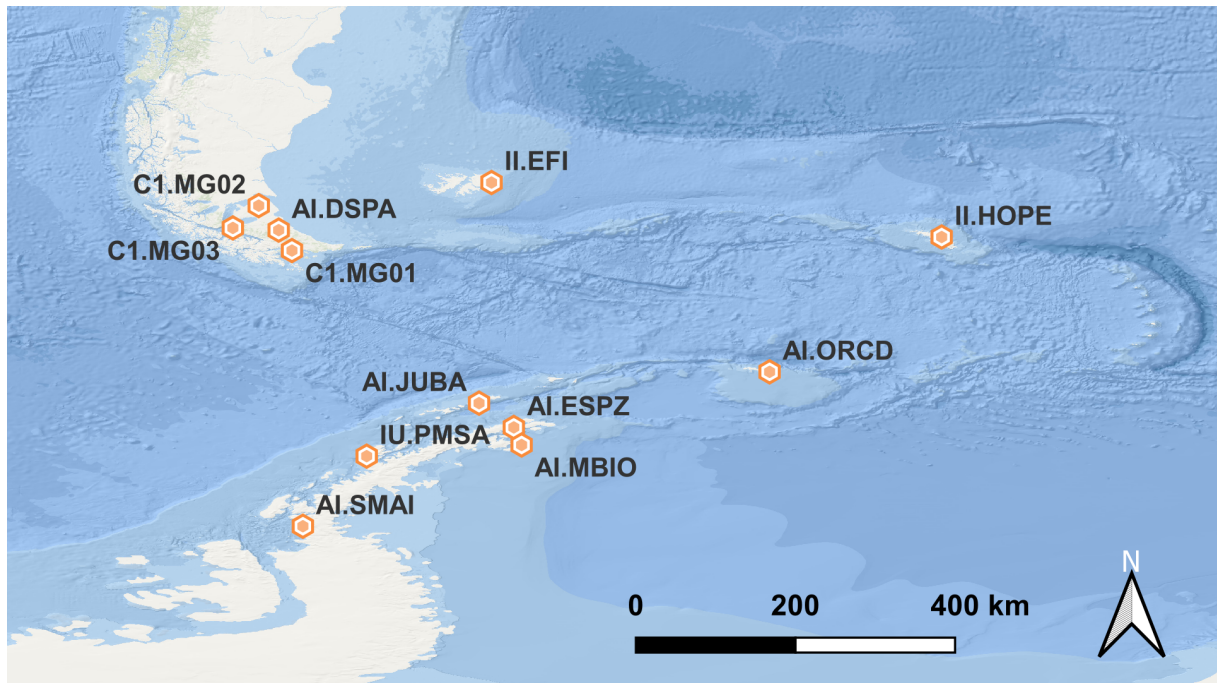 II.EFI
C1.MG02
AI.DSPA
II.HOPE
C1.MG03
C1.MG01
AI.ORCD
AI.JUBA
AI.ESPZ
IU.PMSA
AI.MBIO
AI.SMAI
N
0 200 400 km